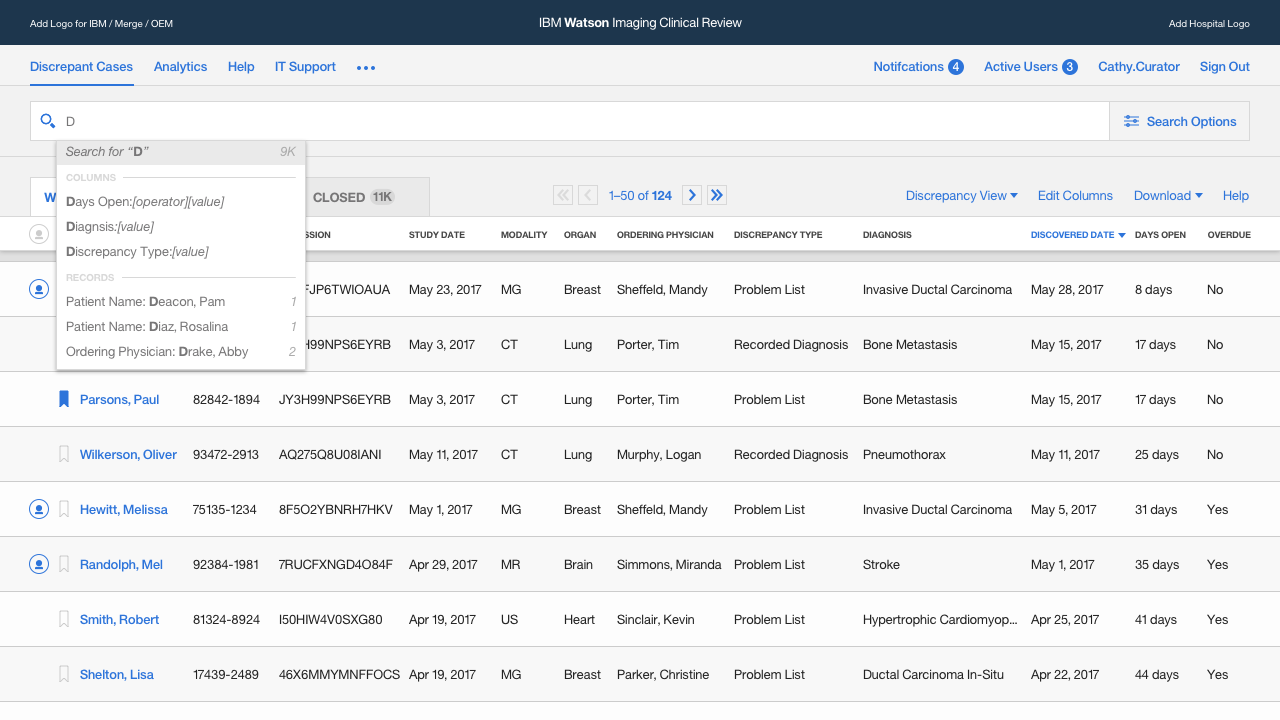 Add Logo for IBM / Merge / OEM
IBM Watson Imaging Clinical Review
Add Hospital Logo
Discrepant Cases Analytics Help IT Support
Notifcations 4 Active Users 3 Cathy.Curator Sign Out
D
Search Options
Search for “D” 9K
COLUMNS
Days Open:[operator][value]
Diagnsis:[value]
Discrepancy Type:[value]
RECORDS
Patient Name: Deacon, Pam 1
Patient Name: Diaz, Rosalina 1
Ordering Physician: Drake, Abby 2
W
CLOSED 11K
1–50 of 124
Discrepancy View Edit Columns Download Help
SSION STUDY DATE MODALITY ORGAN ORDERING PHYSICIAN DISCREPANCY TYPE DIAGNOSIS DISCOVERED DATE DAYS OPEN OVERDUE
FJP6TWIOAUA May 23, 2017 MG Breast Sheffeld, Mandy Problem List Invasive Ductal Carcinoma May 28, 2017 8 days No
H99NPS6EYRB May 3, 2017 CT Lung Porter, Tim Recorded Diagnosis Bone Metastasis May 15, 2017 17 days No
Parsons, Paul 82842-1894 JY3H99NPS6EYRB May 3, 2017 CT Lung Porter, Tim Problem List Bone Metastasis May 15, 2017 17 days No
Wilkerson, Oliver 93472-2913 AQ275Q8U08IANI May 11, 2017 CT Lung Murphy, Logan Recorded Diagnosis Pneumothorax May 11, 2017 25 days No
Hewitt, Melissa 75135-1234 8F5O2YBNRH7HKV May 1, 2017 MG Breast Sheffeld, Mandy Problem List Invasive Ductal Carcinoma May 5, 2017 31 days Yes
Randolph, Mel 92384-1981 7RUCFXNGD4O84F Apr 29, 2017 MR Brain Simmons, Miranda Problem List Stroke May 1, 2017 35 days Yes
Smith, Robert 81324-8924 I50HIW4V0SXG80 Apr 19, 2017 US Heart Sinclair, Kevin Problem List Hypertrophic Cardiomyop... Apr 25, 2017 41 days Yes
Shelton, Lisa 17439-2489 46X6MMYMNFFOCS Apr 19, 2017 MG Breast Parker, Christine Problem List Ductal Carcinoma In-Situ Apr 22, 2017 44 days Yes